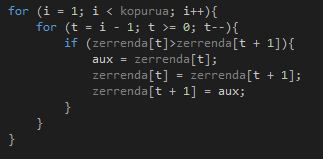 for (i = 1; i < kopurua; i++){
    for (t = i - 1; t >= 0; t--){
        if (zerrenda[t]>zerrenda[t + 1]){
            aux = zerrenda[t];
            zerrenda[t] = zerrenda[t + 1];
            zerrenda[t + 1] = aux;
        }
    }
}